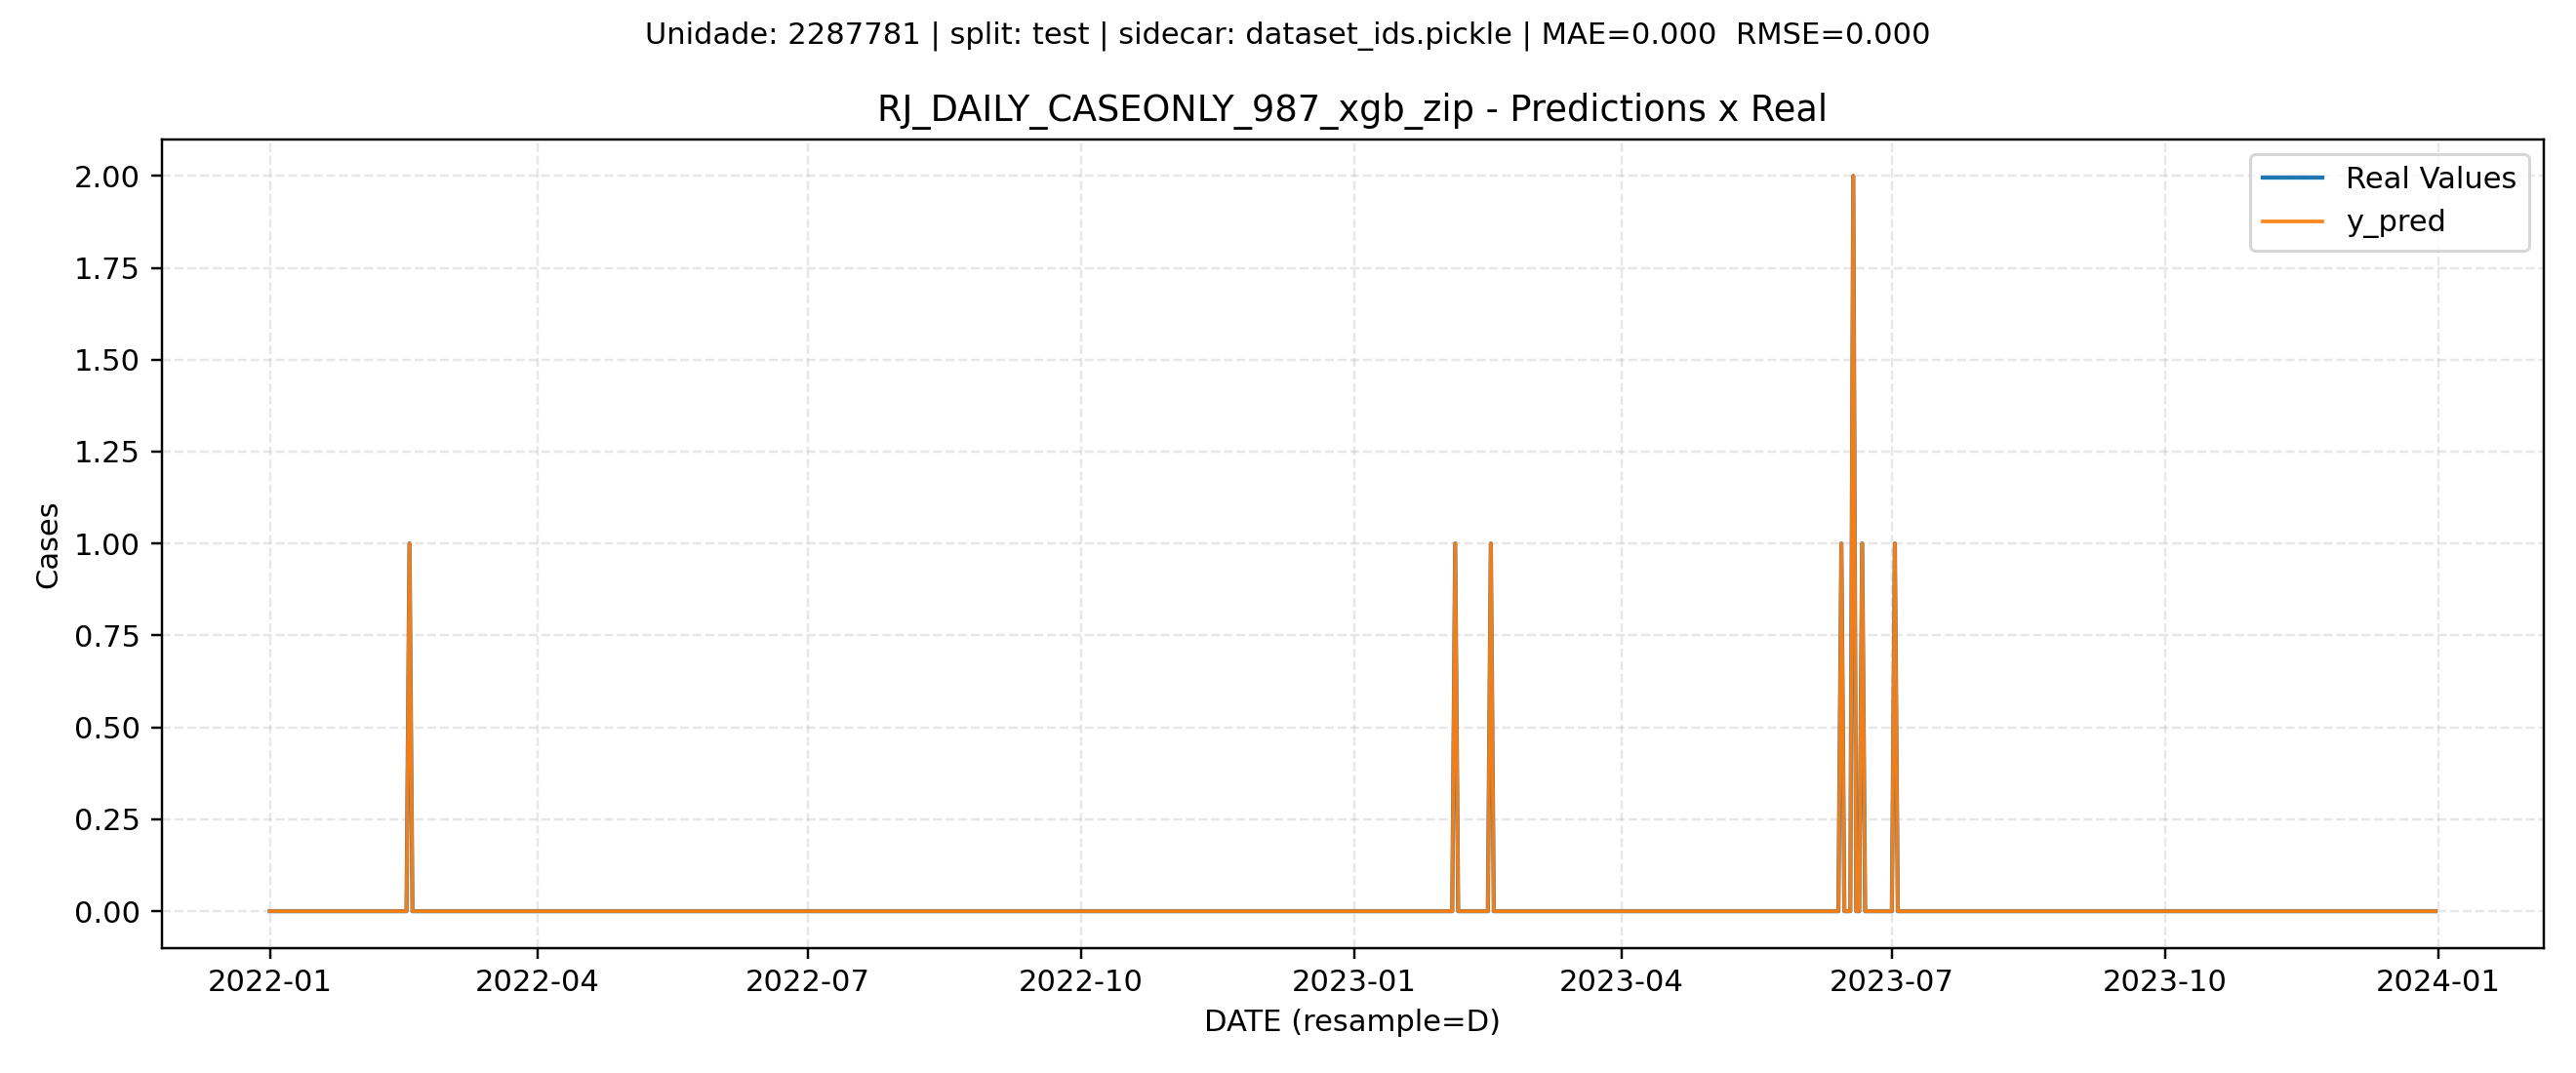 Unidade: 2287781 | split: test | sidecar: dataset_ids.pickle | MAE=0.000  RMSE=0.000
RJ_DAILY_CASEONLY_987_xgb_zip - Predictions x Real
Real Values
y_pred
Cases
2.00
1.75
1.50
1.25
1.00
0.75
0.50
0.25
0.00
2022-01 2022-04 2022-07 2022-10 2023-01 2023-04 2023-07 2023-10 2024-01
DATE (resample=D)